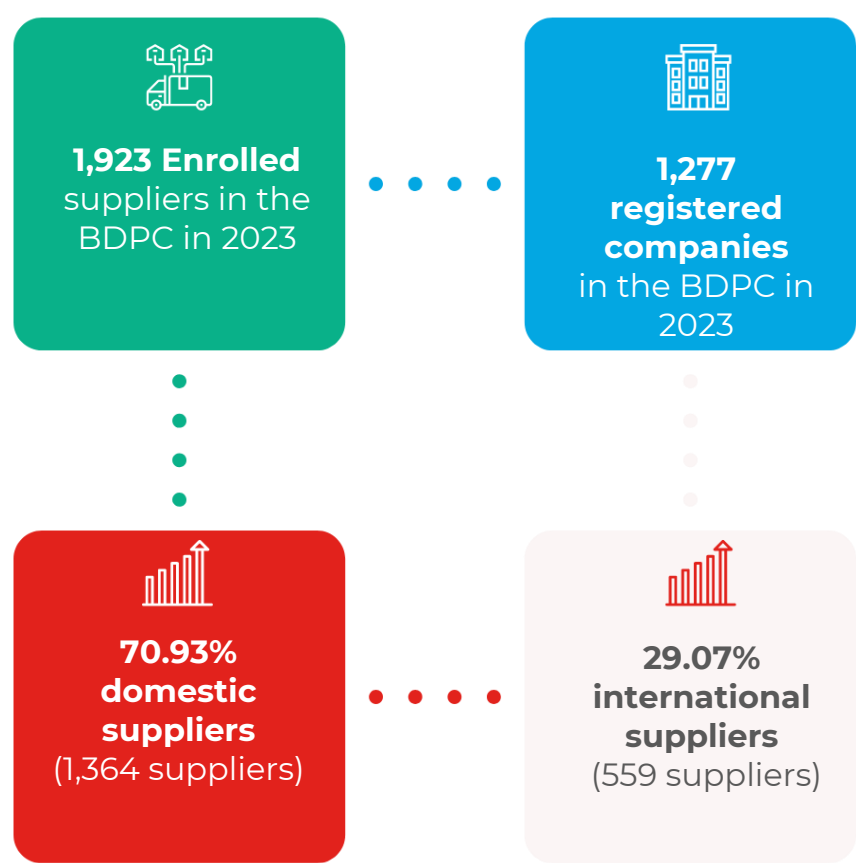 1,923 Enrolled
suppliers in the
BDPC in 2023
1,277
registered
companies
in the BDPC in
2023
70.93%
domestic
suppliers
(1,364 suppliers)
29.07%
international
suppliers
(559 suppliers)